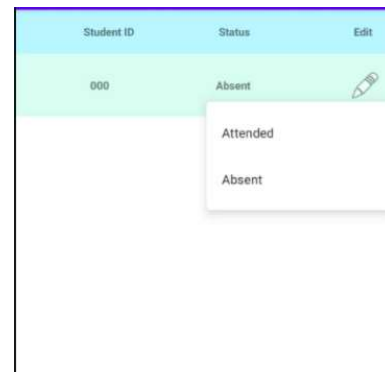 Student ID Status Edit
000 Absent
Attended
Absent